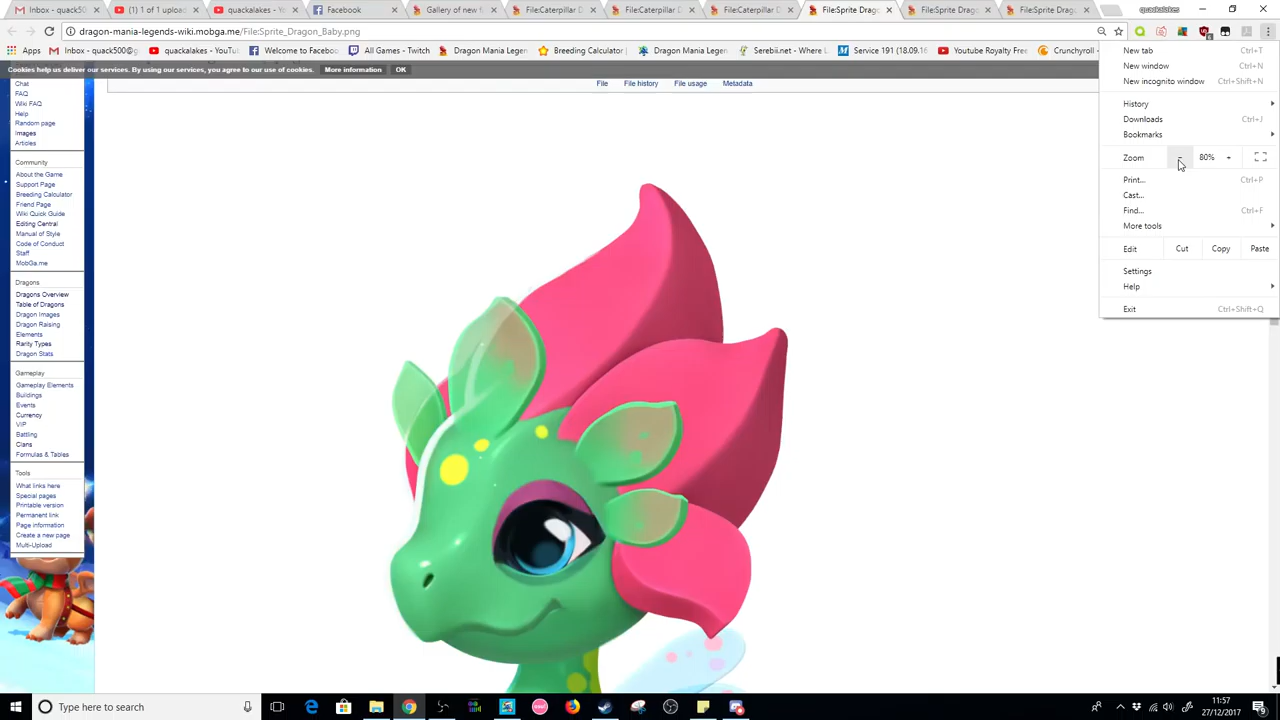 Inbox - quack500@
(1) 1 of 1 upload
quackalakes - You
Facebook
Gallery of new f
File:Caterpillar D
File:Caterpillar D
File:Caterpillar D
File:Sprite Drago
File:Sprite Drago
File:Sprite Drago
quackalakes
dragon-mania-legends-wiki.mobga.com/File:Sprite_Dragon_Baby.png
Apps
Inbox - quack500@g
quackalakes - YouT
Welcome to Facebook
All Games - Twitch
Dragon Mania Legen
Breeding Calculator
Dragon Mania Legen
Serebii.net - Where
Service 191 (18.09.16
Youtube Royalty Free
Crunchyroll -
Cookies help us deliver our services. By using our services, you agree to our use of cookies.
More information
OK
File
File history
File usage
Metadata
Chat
FAQ
Wiki FAQ
Help
Random page
Images
Articles
Community
About the Game
Support Page
Breeding Calculator
Friend Page
Wiki Quick Guide
Editing Central
Manual of Style
Code of Conduct
Staff
MobGa.me
Dragons
Dragons Overview
Table of Dragons
Dragon Images
Dragon Raising
Elements
Rarity Types
Dragon Stats
Gameplay
Gameplay Elements
Buildings
Events
Currency
VIP
Battling
Clans
Formulas & Tables
Tools
What links here
Special pages
Printable version
Permanent link
Page information
Create a new page
Multi-Upload
New tab Ctrl+T
New window Ctrl+N
New incognito window Ctrl+Shift+N
History
Downloads Ctrl+J
Bookmarks
Zoom - 80%
Print... Ctrl+P
Cast...
Find... Ctrl+F
More tools
Edit Cut Copy Paste
Settings
Help
Exit Ctrl+Shift+Q
Type here to search
11:57
27/12/2017